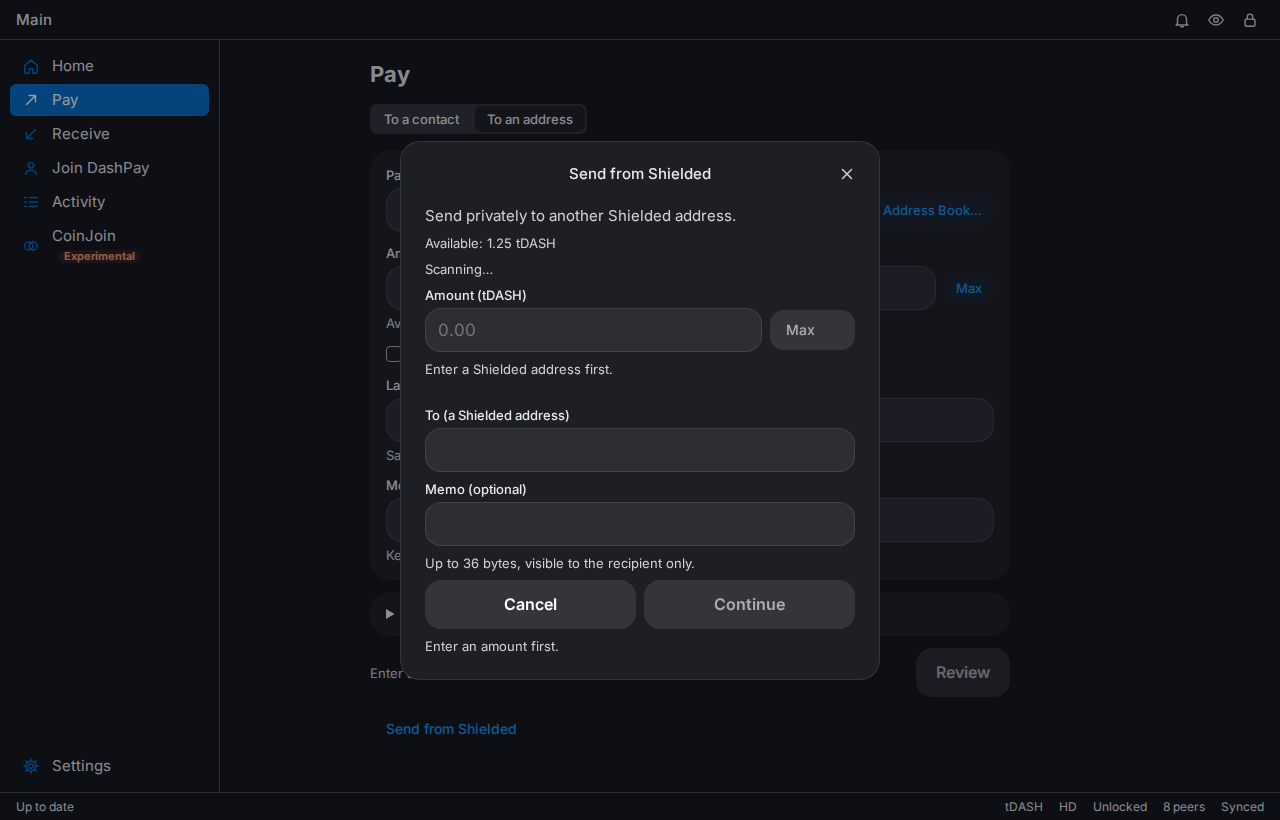 Main
Home
Pay
Receive
Join DashPay
Activity
CoinJoin
Experimental
Settings
Pay
To a contact
To an address
Address Book...
Max
Send from Shielded
Send privately to another Shielded address.
Available: 1.25 tDASH
Scanning...
Amount (tDASH)
0.00
Max
Enter a Shielded address first.
To (a Shielded address)
Memo (optional)
Up to 36 bytes, visible to the recipient only.
Cancel
Continue
Enter an amount first.
Enter
Review
Send from Shielded
Up to date
tDASH
HD
Unlocked
8 peers
Synced